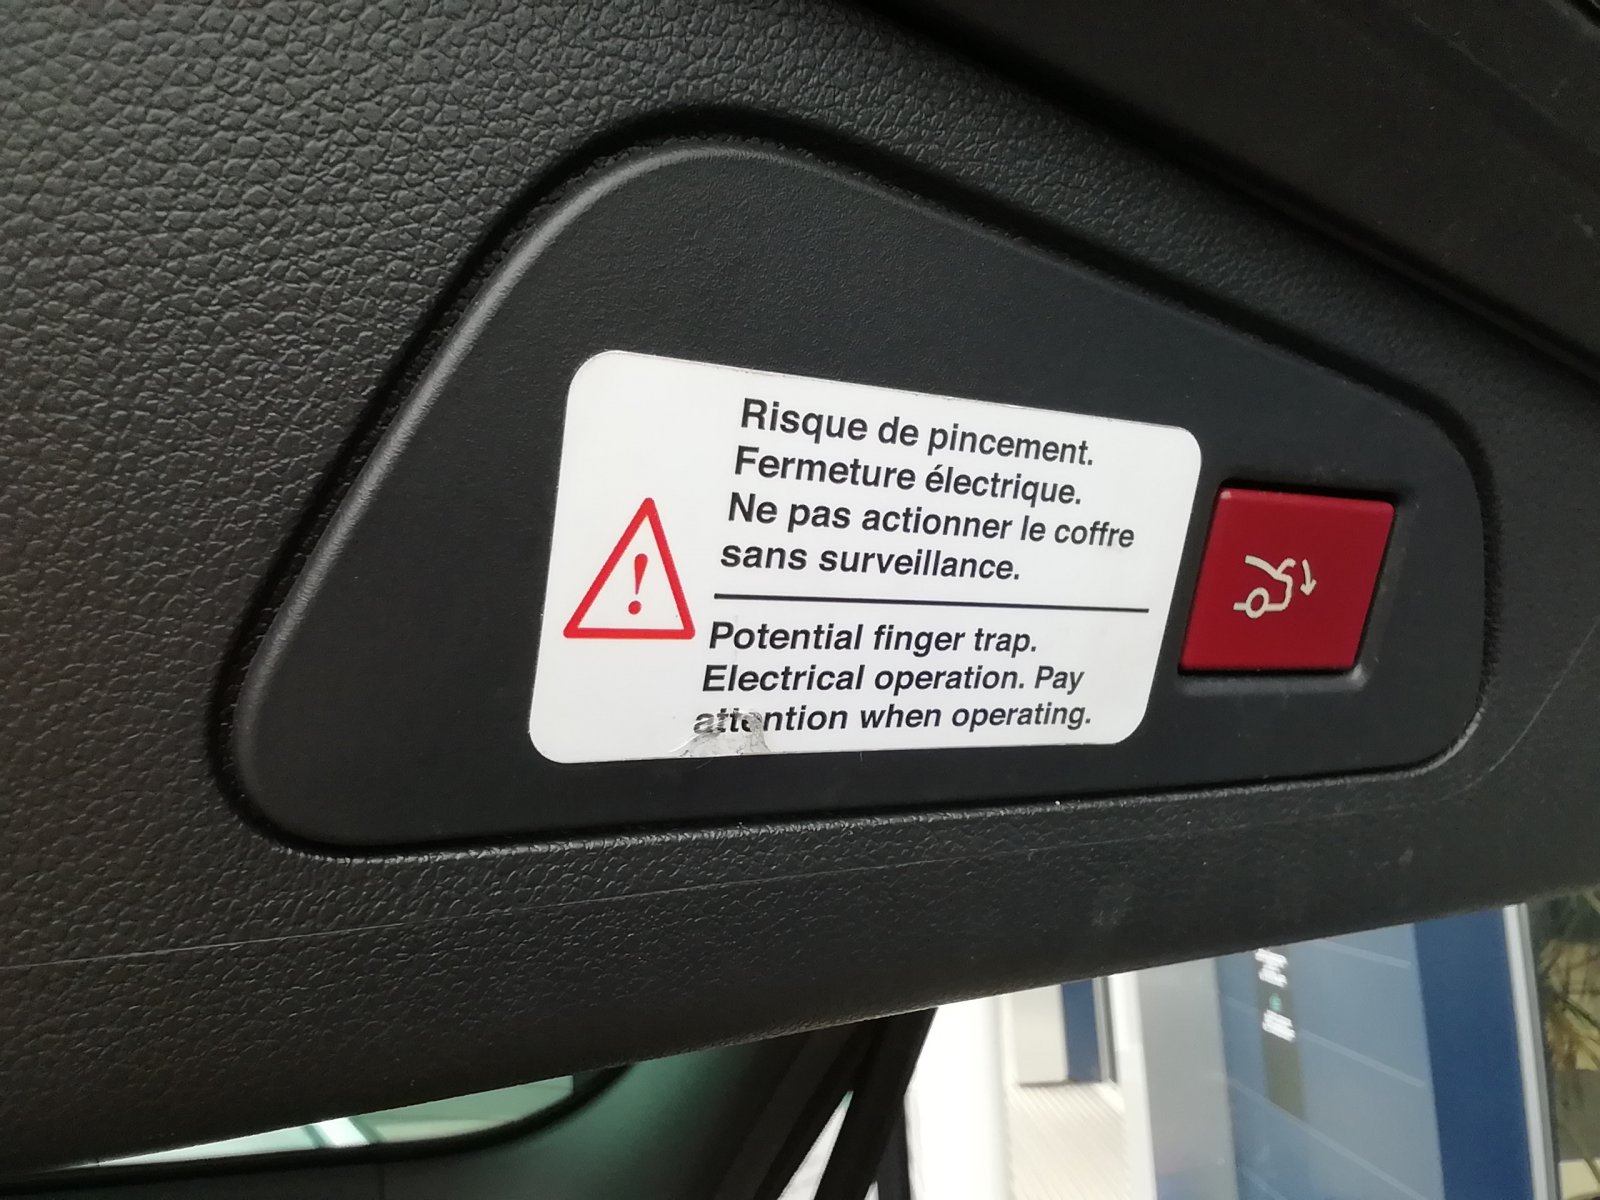 Risque de pincement.
Fermeture électrique.
Ne pas actionner le coffre
sans surveillance.
Potential finger trap.
Electrical operation. Pay
attention when operating.